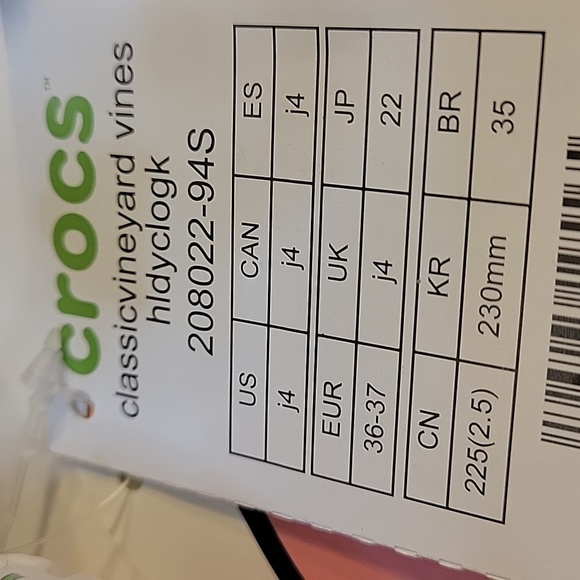 crocs™
classicvineyard vines
hldyclogk
208022-94S
US CAN ES
j4 j4 j4
EUR UK JP
36-37 j4 22
CN KR BR
225(2.5) 230mm 35